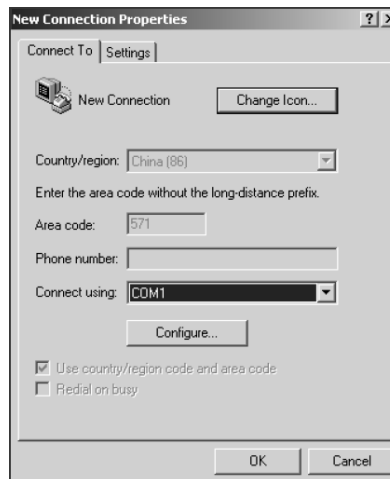 New Connection Properties
Connect To Settings
New Connection Change Icon...
Country/region: China (86)
Enter the area code without the long-distance prefix.
Area code: 571
Phone number:
Connect using: COM1
Configure...
Use country/region code and area code
Redial on busy
OK Cancel